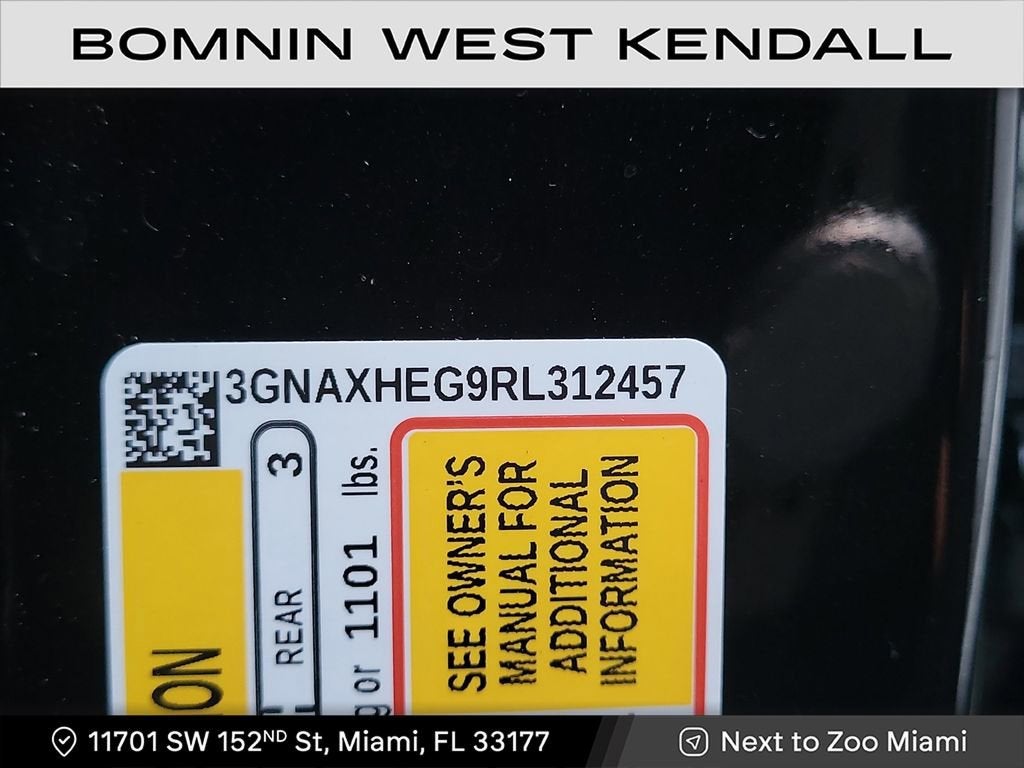 BOMNIN WEST KENDALL
3GNAXHEG9RL312457
REAR 3
or 1101 lbs.
SEE OWNER'S
MANUAL FOR
ADDITIONAL
INFORMATION
11701 SW 152ND St, Miami, FL 33177
Next to Zoo Miami